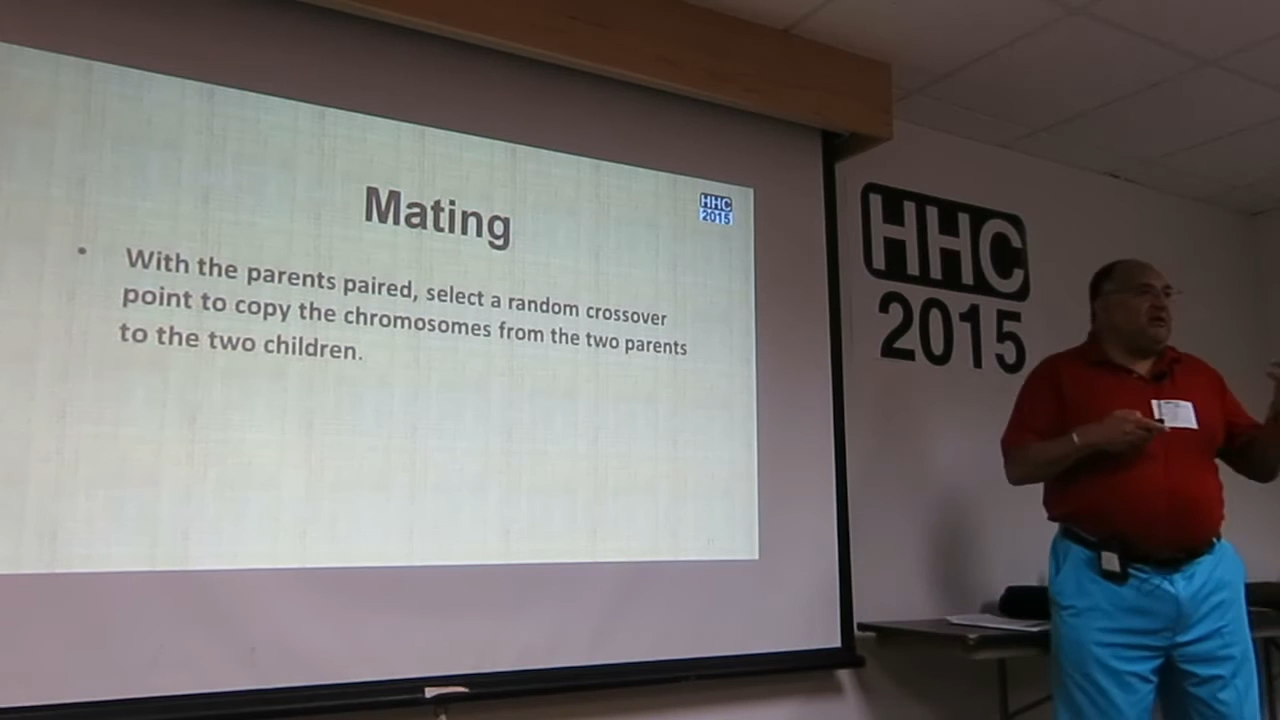 Mating
HHC
2015
• With the parents paired, select a random crossover
point to copy the chromosomes from the two parents
to the two children.
HHC
2015